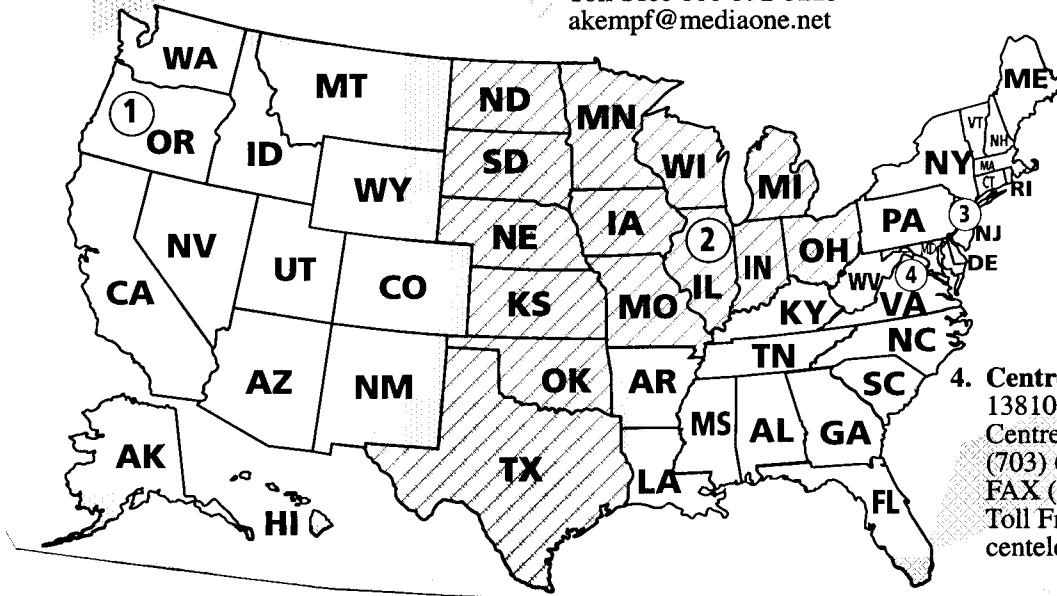 akempf@mediaone.net
WA
MT
ND
MN
ME
1
OR
ID
SD
WI
MI
VT
NH
NY
MA
CT
RI
WY
IA
PA
3
NJ
NV
NE
2
OH
MD
DE
UT
CO
IL
IN
WV
4
VA
CA
KS
MO
KY
NC
TN
AZ
NM
OK
AR
SC
MS
AL
GA
AK
TX
LA
FL
HI
4. Centr
13810
Centre
(703)
FAX (
Toll Fr
centele